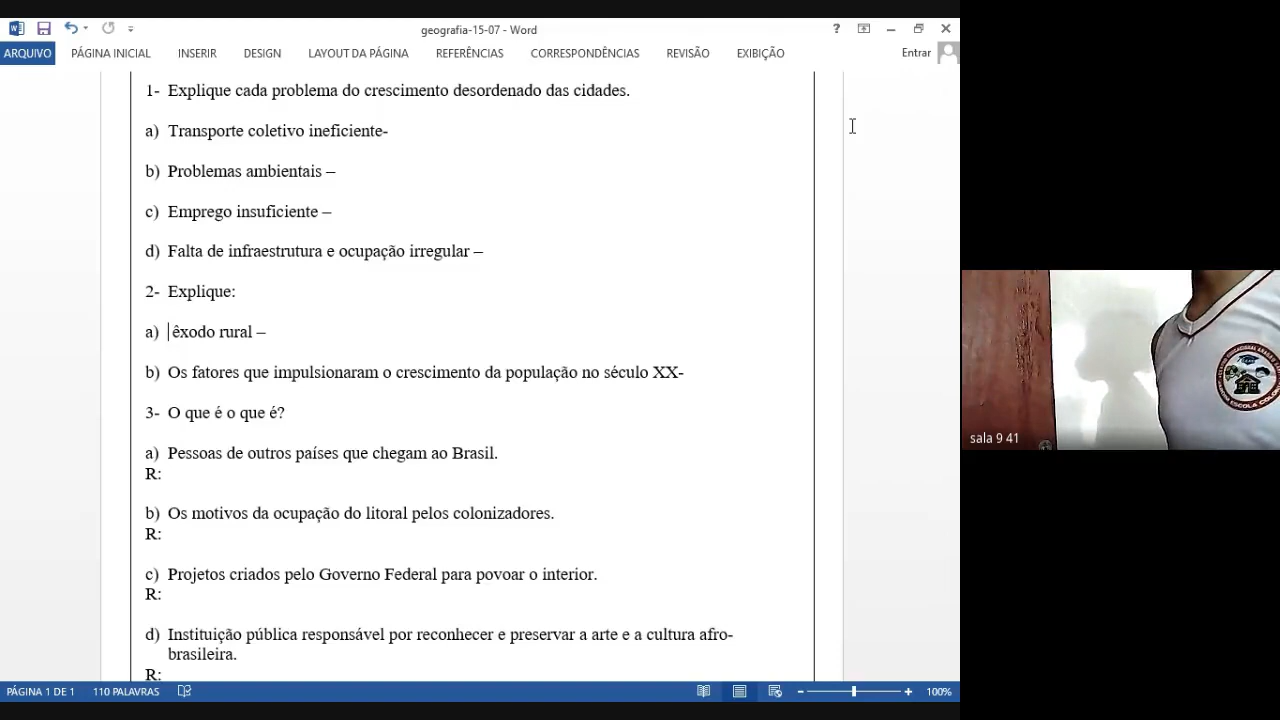 geografia-15-07 - Word
?
ARQUIVO PÁGINA INICIAL INSERIR DESIGN LAYOUT DA PÁGINA REFERÊNCIAS CORRESPONDÊNCIAS REVISÃO EXIBIÇÃO Entrar
1- Explique cada problema do crescimento desordenado das cidades.
a) Transporte coletivo ineficiente-
b) Problemas ambientais –
c) Emprego insuficiente –
d) Falta de infraestrutura e ocupação irregular –
2- Explique:
a) êxodo rural –
b) Os fatores que impulsionaram o crescimento da população no século XX-
3- O que é o que é?
a) Pessoas de outros países que chegam ao Brasil.
R:
b) Os motivos da ocupação do litoral pelos colonizadores.
R:
c) Projetos criados pelo Governo Federal para povoar o interior.
R:
d) Instituição pública responsável por reconhecer e preservar a arte e a cultura afro-
brasileira.
R:
PÁGINA 1 DE 1 110 PALAVRAS 100%
sala 9 41